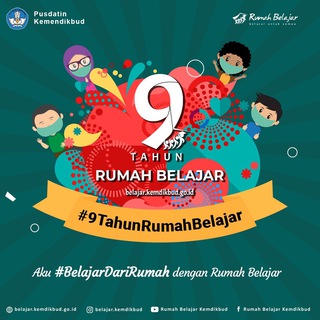 Pusdatin
Kemendikbud
Rumah Belajar
Belajar untuk semua
9
TAHUN
RUMAH BELAJAR
belajar.kemdikbud.go.id
#9TahunRumahBelajar
Aku #BelajarDariRumah dengan Rumah Belajar
belajar.kemdikbud.go.id
belajar.kemdikbud
Rumah Belajar Kemdikbud
Rumah Belajar Kemdikbud